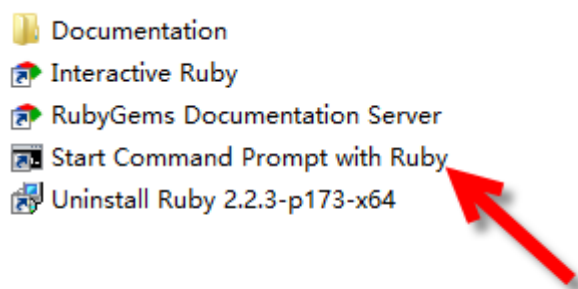 Documentation
Interactive Ruby
RubyGems Documentation Server
Start Command Prompt with Ruby
Uninstall Ruby 2.2.3-p173-x64